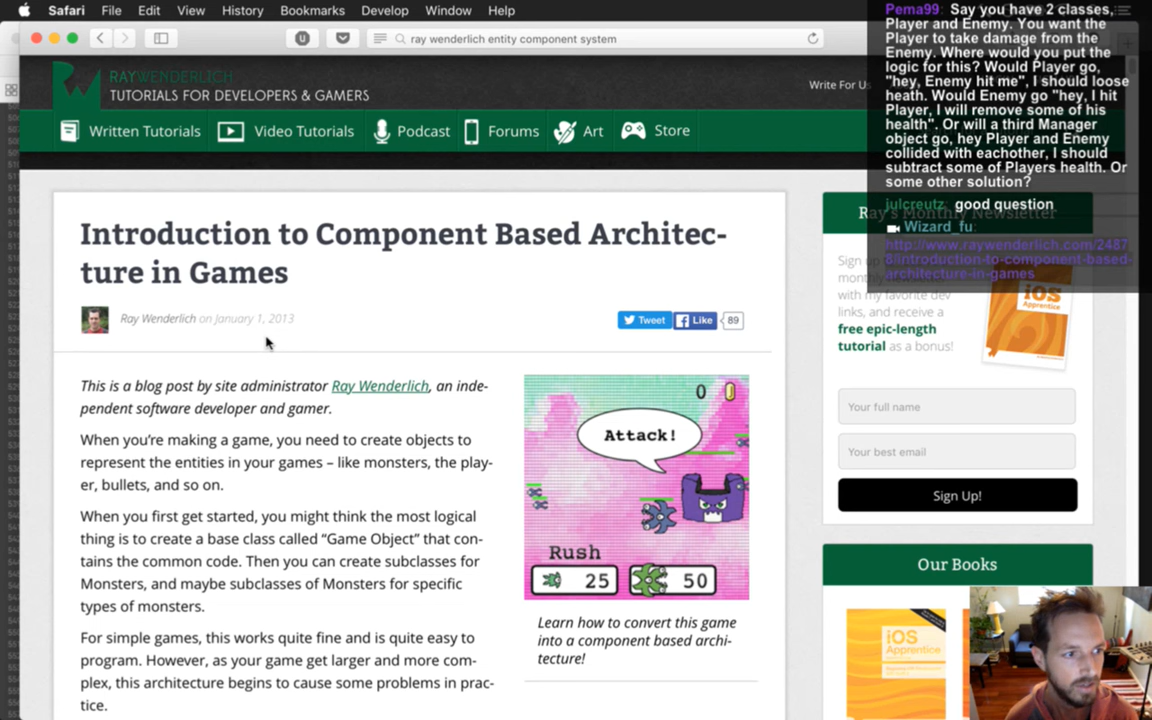 Safari File Edit View History Bookmarks Develop Window Help
ray wenderlich entity component system
RAYWENDERLICH
TUTORIALS FOR DEVELOPERS & GAMERS
Write For Us
Written Tutorials Video Tutorials Podcast Forums Art Store
Introduction to Component Based Architec-
ture in Games
Ray Wenderlich on January 1, 2013
Tweet Like 89
This is a blog post by site administrator Ray Wenderlich, an inde-
pendent software developer and gamer.
When you're making a game, you need to create objects to
represent the entities in your games – like monsters, the play-
er, bullets, and so on.
When you first get started, you might think the most logical
thing is to create a base class called “Game Object” that con-
tains the common code. Then you can create subclasses for
Monsters, and maybe subclasses of Monsters for specific
types of monsters.
For simple games, this works quite fine and is quite easy to
program. However, as your game get larger and more com-
plex, this architecture begins to cause some problems in prac-
tice.
0
Attack!
Rush
25 50
Learn how to convert this game
into a component based archi-
tecture!
Pema99: Say you have 2 classes,
Player and Enemy. You want the
Player to take damage from the
Enemy. Where would you put the
logic for this? Would Player go,
"hey, Enemy hit me", I should loose
heath. Would Enemy go "hey, I hit
Player, I will remove some of his
health". Or will a third Manager
object go, hey Player and Enemy
collided with eachother, I should
subtract some of Players health. Or
some other solution?
julcreutz: good question
Wizard_fu:
http://www.raywenderlich.com/2487
8/introduction-to-component-based-
architecture-in-games
Ray's Monthly Newsletter
Sign up
monthly
with my favorite dev
links, and receive a
free epic-length
tutorial as a bonus!
iOS
Apprentice
Your full name
Your best email
Sign Up!
Our Books
iOS
Apprentice